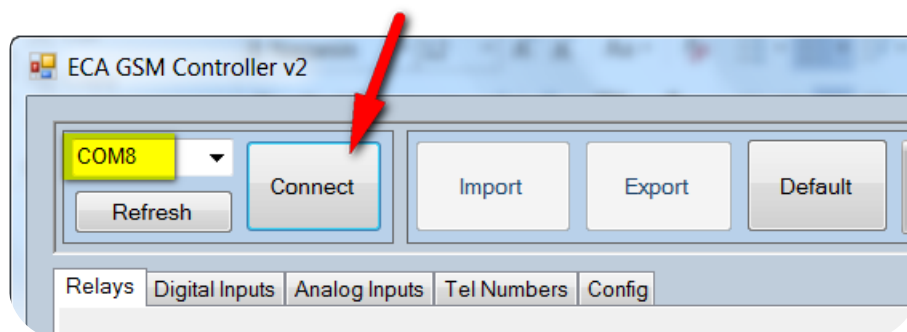 ECA GSM Controller v2
COM8
Refresh
Connect
Import
Export
Default
Relays
Digital Inputs
Analog Inputs
Tel Numbers
Config